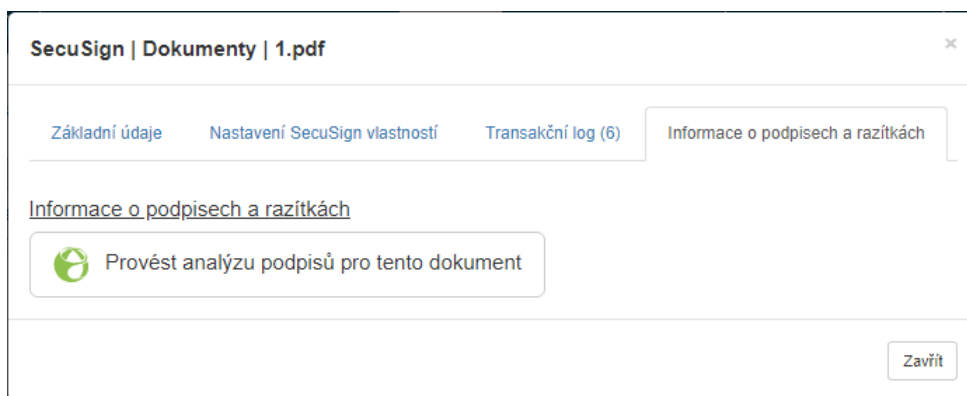 SecuSign | Dokumenty | 1.pdf
×
Základní údaje
Nastavení SecuSign vlastností
Transakční log (6)
Informace o podpisech a razítkách
Informace o podpisech a razítkách
Provést analýzu podpisů pro tento dokument
Zavřít